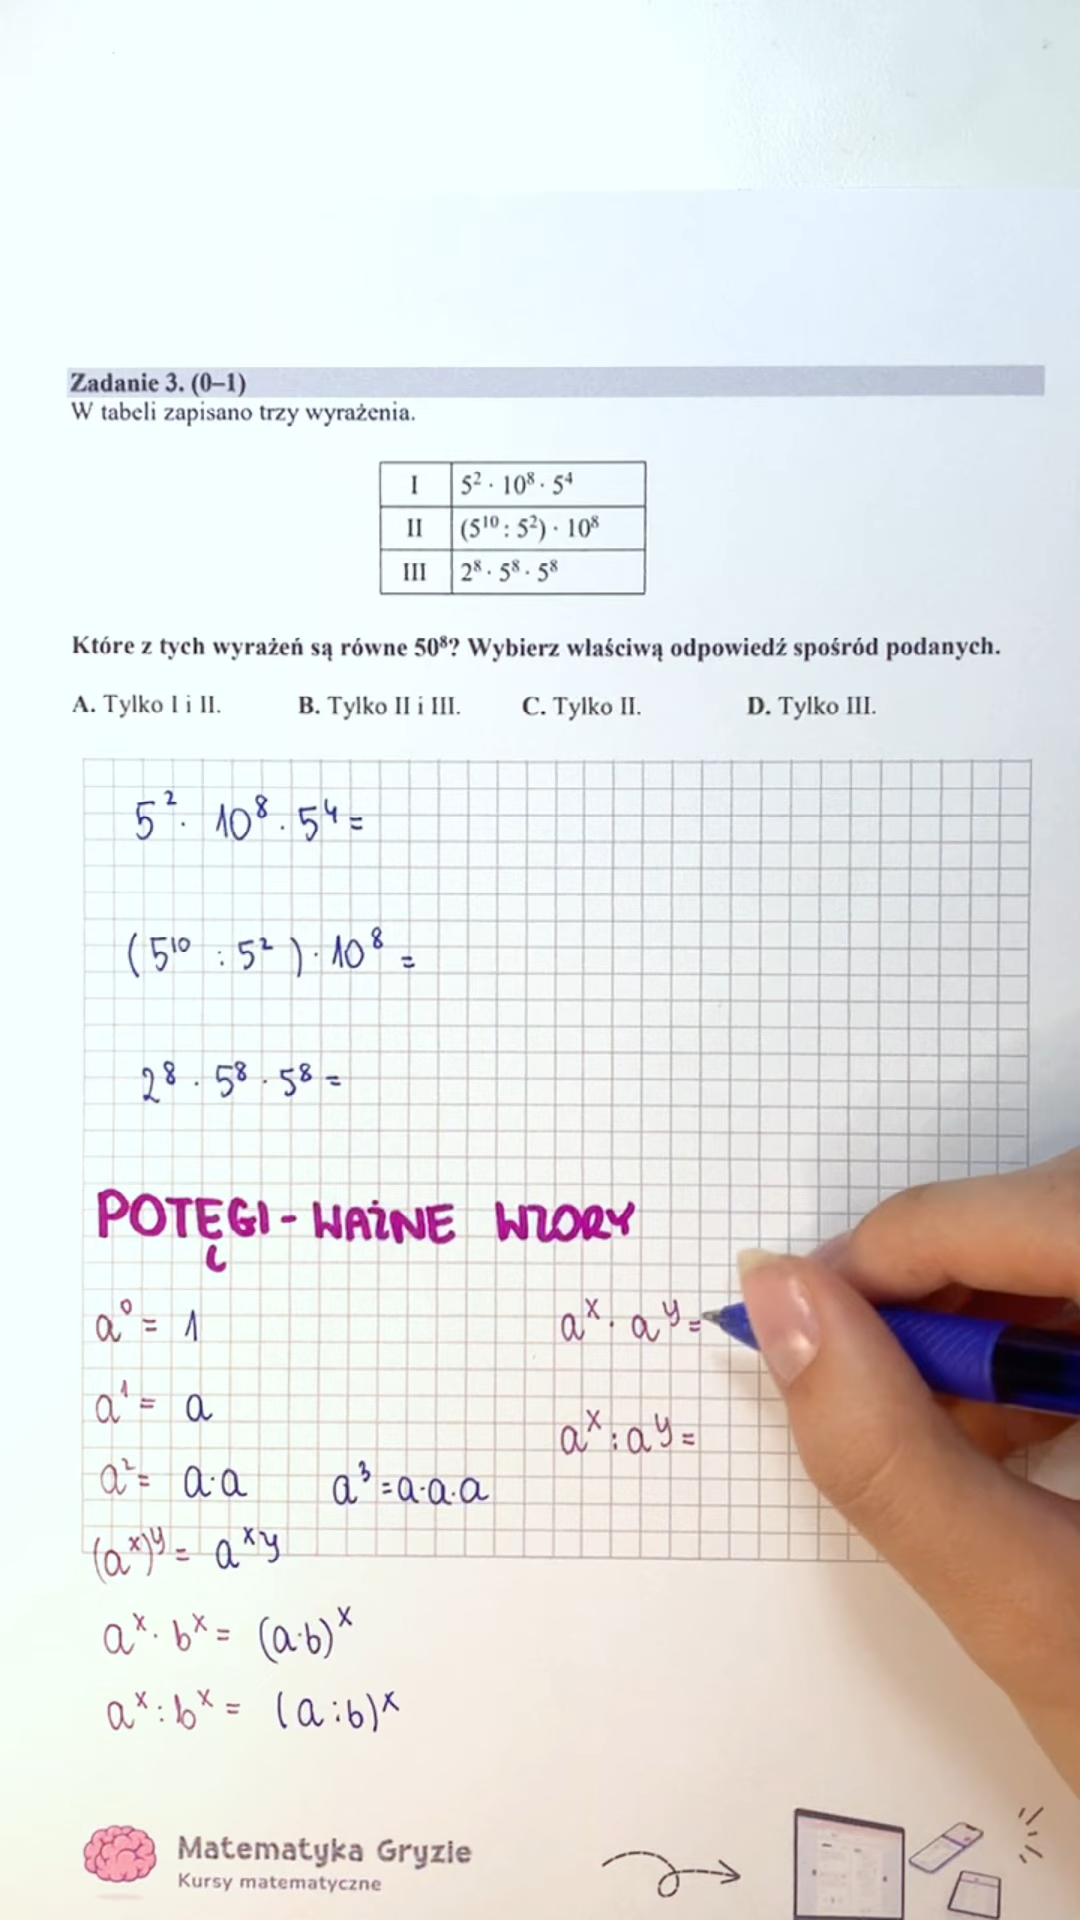 Zadanie 3. (0–1)
W tabeli zapisano trzy wyrażenia.
I 5² · 10⁸ · 5⁴
II (5¹⁰ : 5²) · 10⁸
III 2⁸ · 5⁸ · 5⁸
Które z tych wyrażeń są równe 50⁸? Wybierz właściwą odpowiedź spośród podanych.
A. Tylko I i II. B. Tylko II i III. C. Tylko II. D. Tylko III.
5² · 10⁸ · 5⁴ =
(5¹⁰ : 5²) · 10⁸ =
2⁸ · 5⁸ · 5⁸ =
POTĘGI - WAŻNE WZORY
a⁰ = 1
a¹ = a
a² = a·a a³ = a·a·a
(aˣ)ʸ = aˣʸ
aˣ · bˣ = (a·b)ˣ
aˣ : bˣ = (a:b)ˣ
aˣ · aʸ =
aˣ : aʸ =
Matematyka Gryzie
Kursy matematyczne